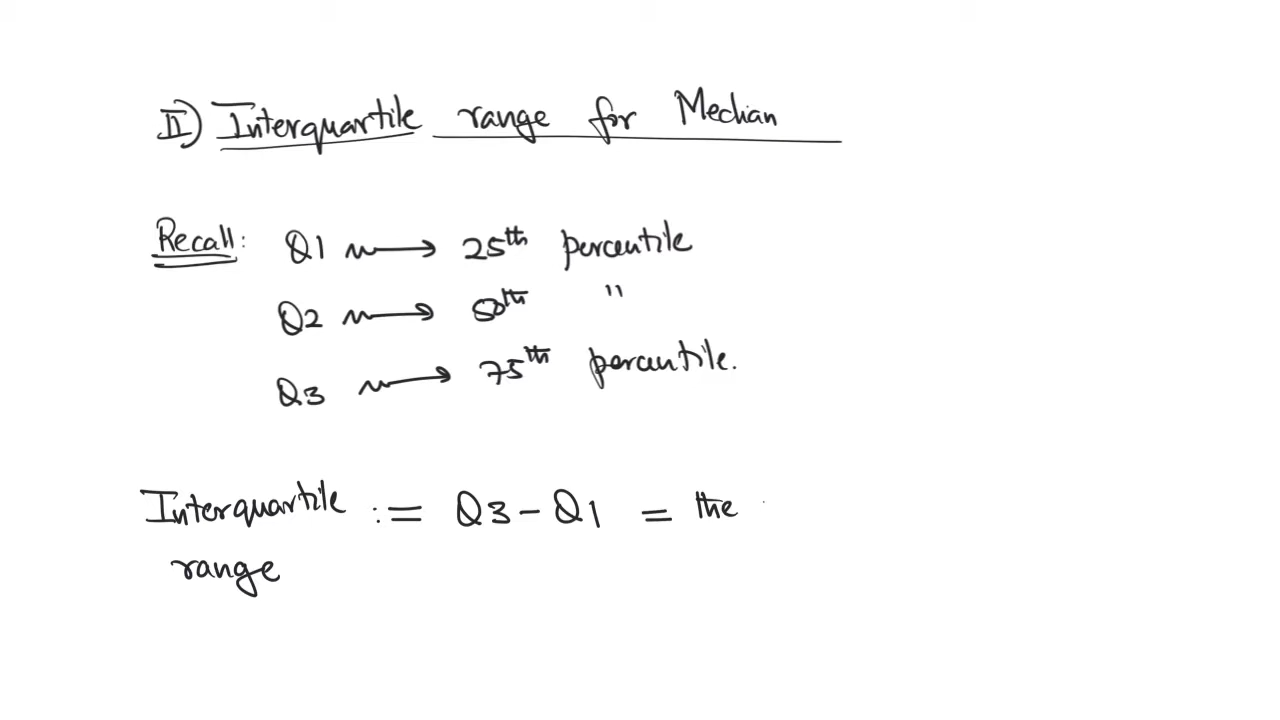 II) Interquartile range for Median
Recall: Q1 → 25th percentile
Q2 → 50th "
Q3 → 75th percentile.
Interquartile := Q3 - Q1 = the
range